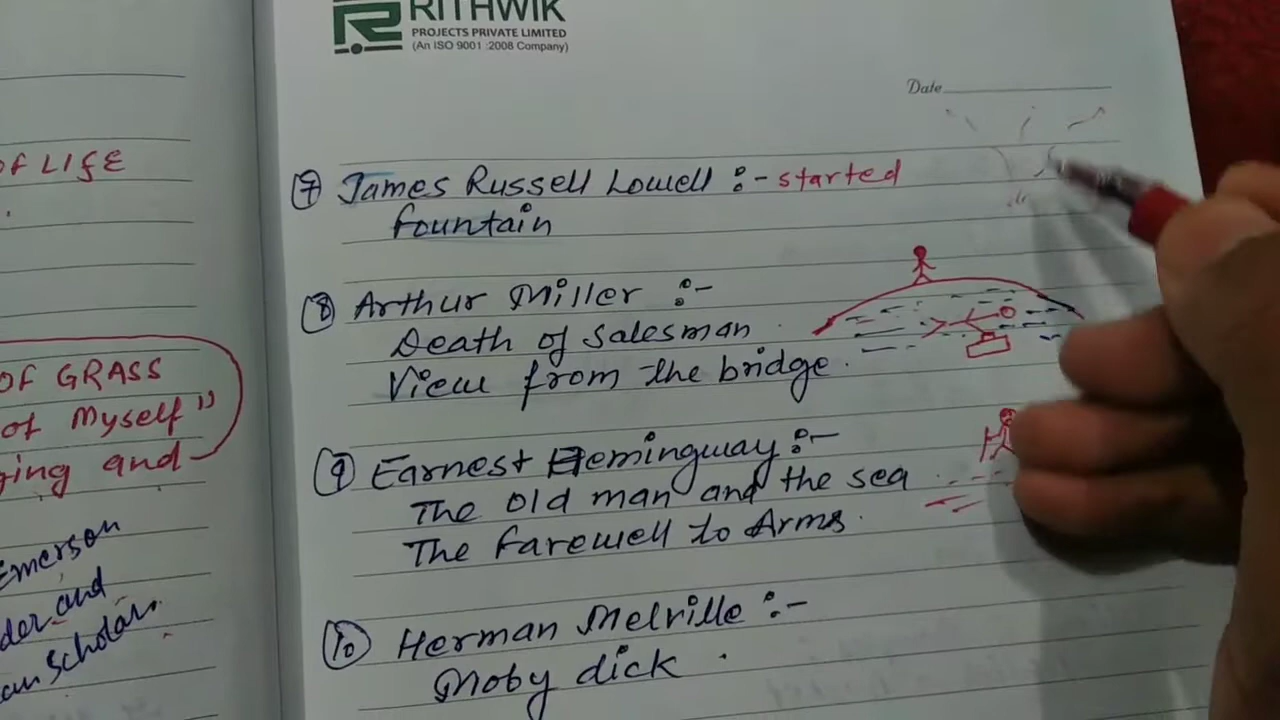 OF LIFE
OF GRASS
of Myself"
ging and
Emerson
der and
an Scholar.
RITHWIK
PROJECTS PRIVATE LIMITED
(An ISO 9001 :2008 Company)
Date
⑦ James Russell Lowell :- started
fountain
⑧ Arthur Miller :-
Death of Salesman
View from the bridge.
⑨ Earnest Hemingway :-
The Old man and the sea
The Farewell to Arms.
⑩ Herman Melville :-
Moby dick .